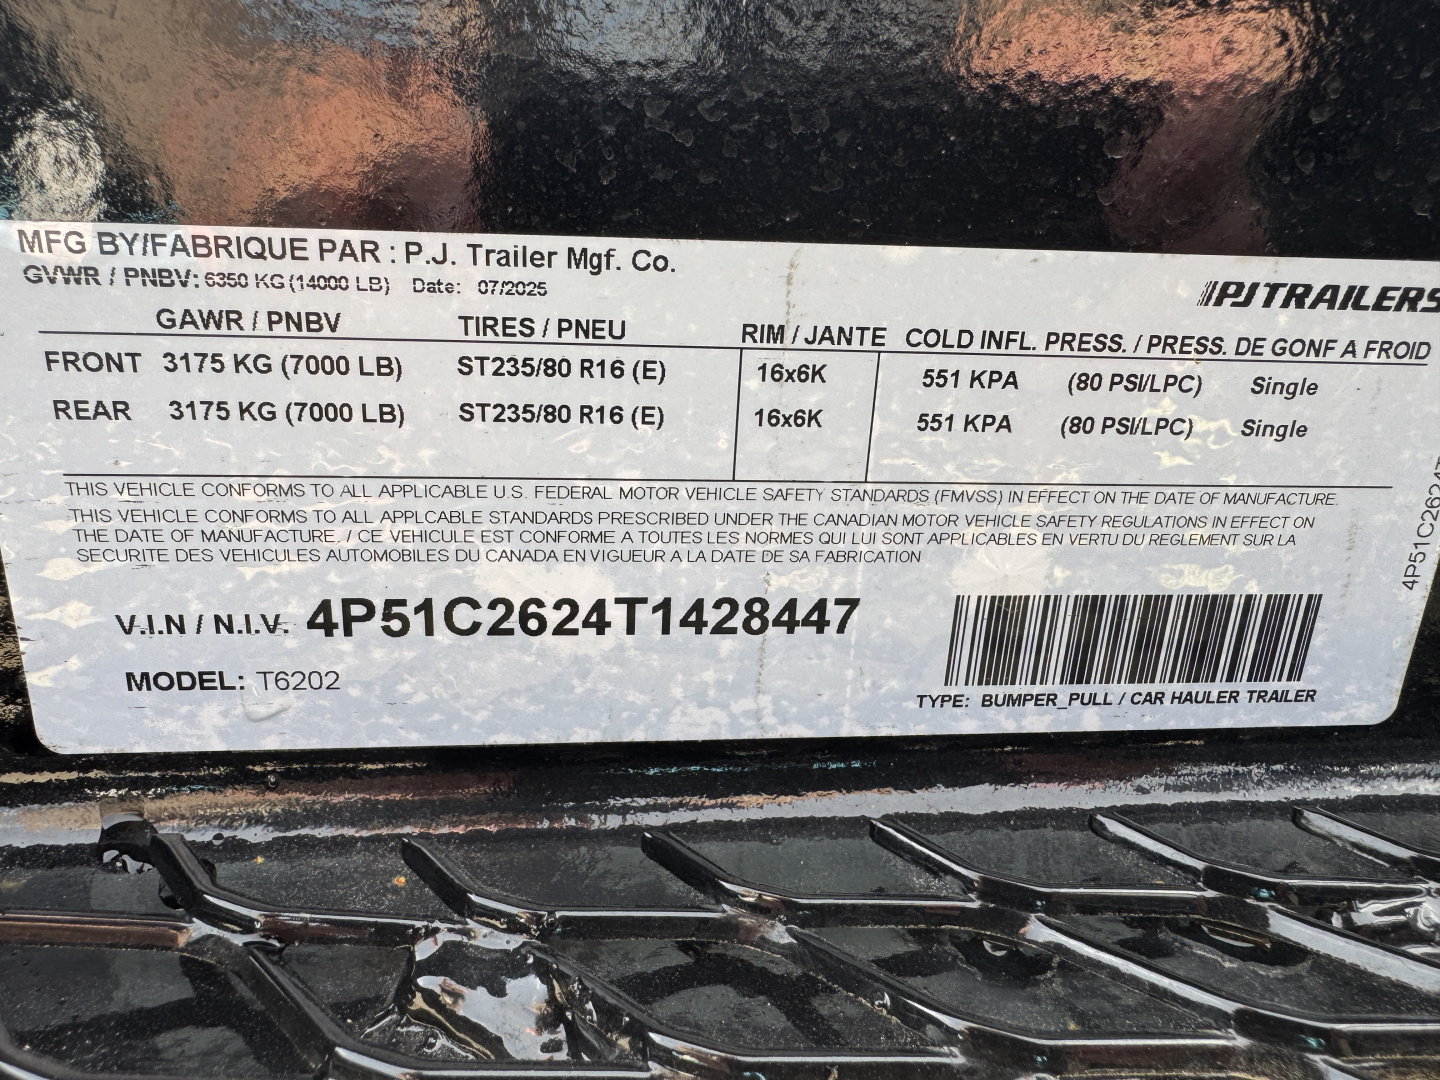 MFG BY/FABRIQUE PAR : P.J. Trailer Mfg. Co.
GVWR / PNBV: 6350 KG (14000 LB) Date: 07/2025
PJTRAILERS
GAWR / PNBV TIRES / PNEU RIM / JANTE COLD INFL. PRESS. / PRESS. DE GONF A FROID
FRONT 3175 KG (7000 LB) ST235/80 R16 (E) 16x6K 551 KPA (80 PSI/LPC) Single
REAR 3175 KG (7000 LB) ST235/80 R16 (E) 16x6K 551 KPA (80 PSI/LPC) Single
THIS VEHICLE CONFORMS TO ALL APPLICABLE U.S. FEDERAL MOTOR VEHICLE SAFETY STANDARDS (FMVSS) IN EFFECT ON THE DATE OF MANUFACTURE.
THIS VEHICLE CONFORMS TO ALL APPLCABLE STANDARDS PRESCRIBED UNDER THE CANADIAN MOTOR VEHICLE SAFETY REGULATIONS IN EFFECT ON
THE DATE OF MANUFACTURE. / CE VEHICULE EST CONFORME A TOUTES LES NORMES QUI LUI SONT APPLICABLES EN VERTU DU REGLEMENT SUR LA
SECURITE DES VEHICULES AUTOMOBILES DU CANADA EN VIGUEUR A LA DATE DE SA FABRICATION
V.I.N / N.I.V. 4P51C2624T1428447
MODEL: T6202
TYPE: BUMPER_PULL / CAR HAULER TRAILER
4P51C2624T